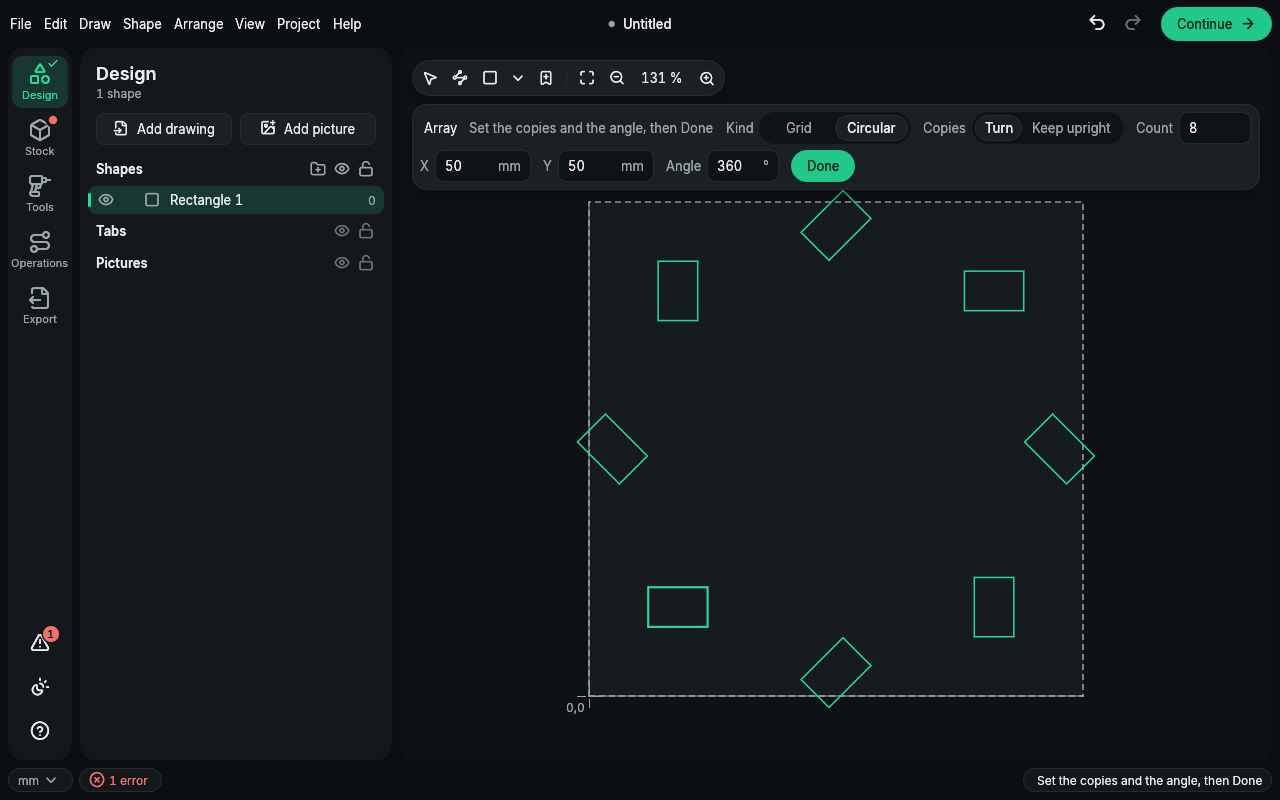 File Edit Draw Shape Arrange View Project Help
Untitled
Continue
Design
Stock
Tools
Operations
Export
1
Design
1 shape
Add drawing
Add picture
Shapes
Rectangle 1
0
Tabs
Pictures
131 %
Array Set the copies and the angle, then Done Kind Grid Circular Copies Turn Keep upright Count 8
X 50 mm Y 50 mm Angle 360 ° Done
0,0
mm
1 error
Set the copies and the angle, then Done